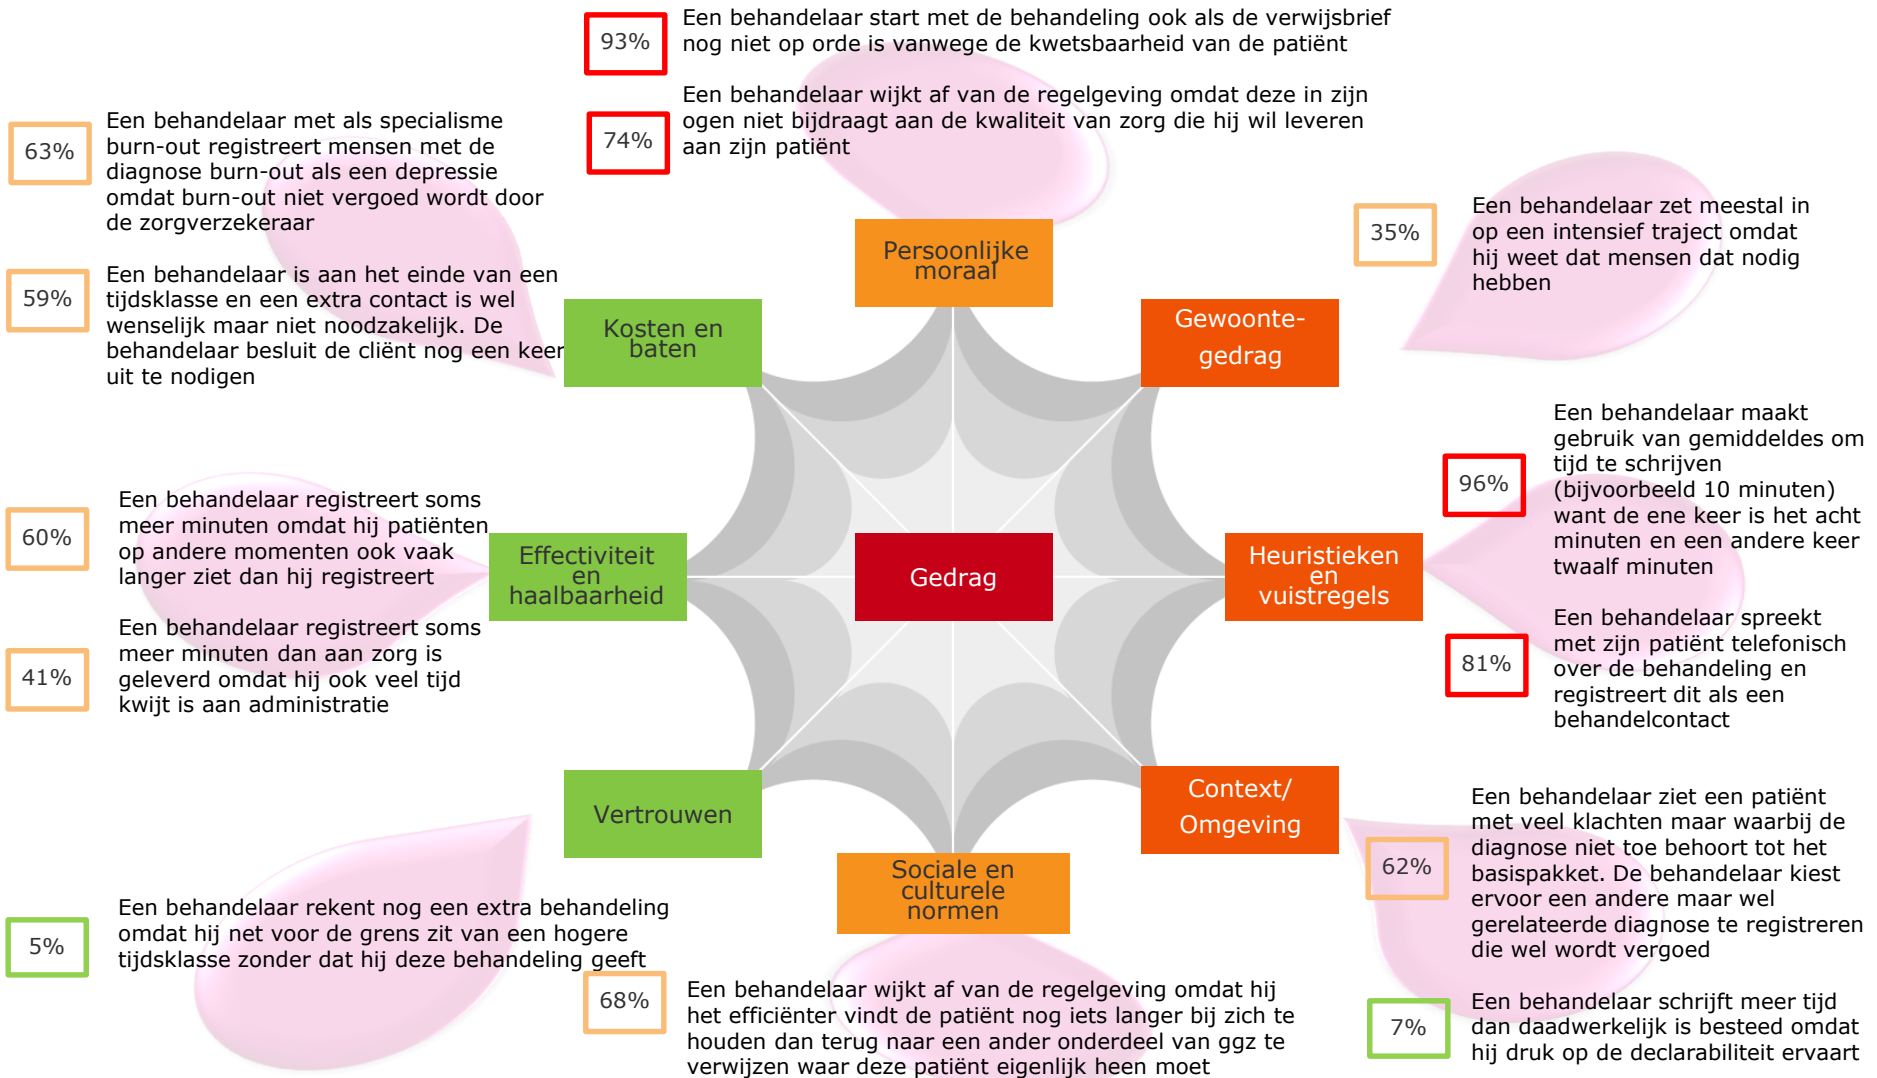 93%
Een behandelaar start met de behandeling ook als de verwijsbrief
nog niet op orde is vanwege de kwetsbaarheid van de patiënt
74%
Een behandelaar wijkt af van de regelgeving omdat deze in zijn
ogen niet bijdraagt aan de kwaliteit van zorg die hij wil leveren
aan zijn patiënt
63%
Een behandelaar met als specialisme
burn-out registreert mensen met de
diagnose burn-out als een depressie
omdat burn-out niet vergoed wordt door
de zorgverzekeraar
59%
Een behandelaar is aan het einde van een
tijdsklasse en een extra contact is wel
wenselijk maar niet noodzakelijk. De
behandelaar besluit de cliënt nog een keer
uit te nodigen
35%
Een behandelaar zet meestal in
op een intensief traject omdat
hij weet dat mensen dat nodig
hebben
Persoonlijke
moraal
Kosten en
baten
Gewoonte-
gedrag
60%
Een behandelaar registreert soms
meer minuten omdat hij patiënten
op andere momenten ook vaak
langer ziet dan hij registreert
41%
Een behandelaar registreert soms
meer minuten dan aan zorg is
geleverd omdat hij ook veel tijd
kwijt is aan administratie
Effectiviteit
en
haalbaarheid
Gedrag
Heuristieken
en
vuistregels
96%
Een behandelaar maakt
gebruik van gemiddeldes om
tijd te schrijven
(bijvoorbeeld 10 minuten)
want de ene keer is het acht
minuten en een andere keer
twaalf minuten
81%
Een behandelaar spreekt
met zijn patiënt telefonisch
over de behandeling en
registreert dit als een
behandelcontact
Vertrouwen
Context/
Omgeving
Sociale en
culturele
normen
5%
Een behandelaar rekent nog een extra behandeling
omdat hij net voor de grens zit van een hogere
tijdsklasse zonder dat hij deze behandeling geeft
68%
Een behandelaar wijkt af van de regelgeving omdat hij
het efficiënter vindt de patiënt nog iets langer bij zich te
houden dan terug naar een ander onderdeel van ggz te
verwijzen waar deze patiënt eigenlijk heen moet
62%
Een behandelaar ziet een patiënt
met veel klachten maar waarbij de
diagnose niet toe behoort tot het
basispakket. De behandelaar kiest
ervoor een andere maar wel
gerelateerde diagnose te registreren
die wel wordt vergoed
7%
Een behandelaar schrijft meer tijd
dan daadwerkelijk is besteed omdat
hij druk op de declarabiliteit ervaart